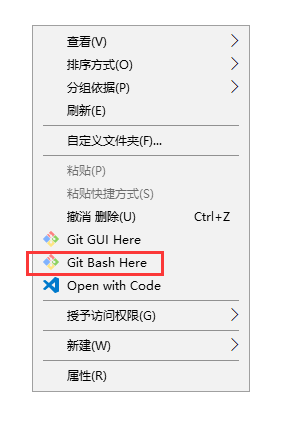 查看(V)
排序方式(O)
分组依据(P)
刷新(E)
自定义文件夹(F)...
粘贴(P)
粘贴快捷方式(S)
撤消 删除(U) Ctrl+Z
Git GUI Here
Git Bash Here
Open with Code
授予访问权限(G)
新建(W)
属性(R)